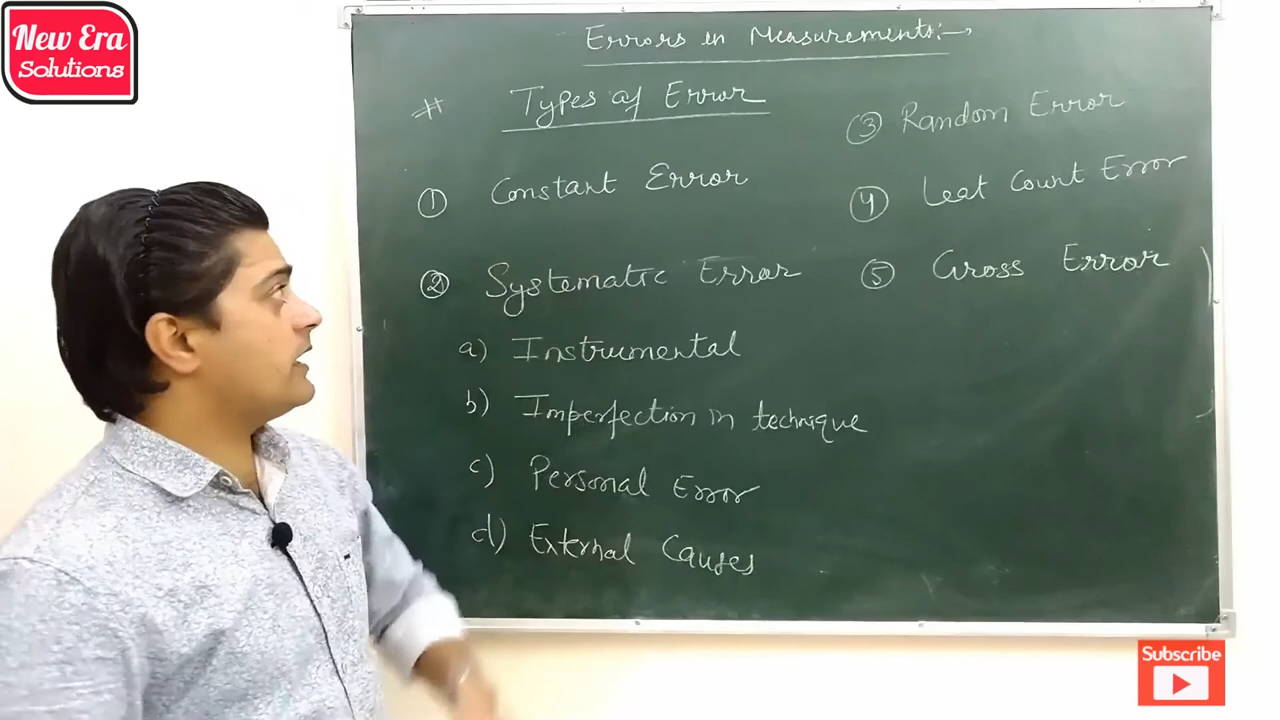 New Era
Solutions
Errors in Measurements:→
# Types of Error
① Constant Error
② Systematic Error
a) Instrumental
b) Imperfection in technique
c) Personal Error
d) External Causes
③ Random Error
④ Leat Count Error
⑤ Gross Error
Subscribe